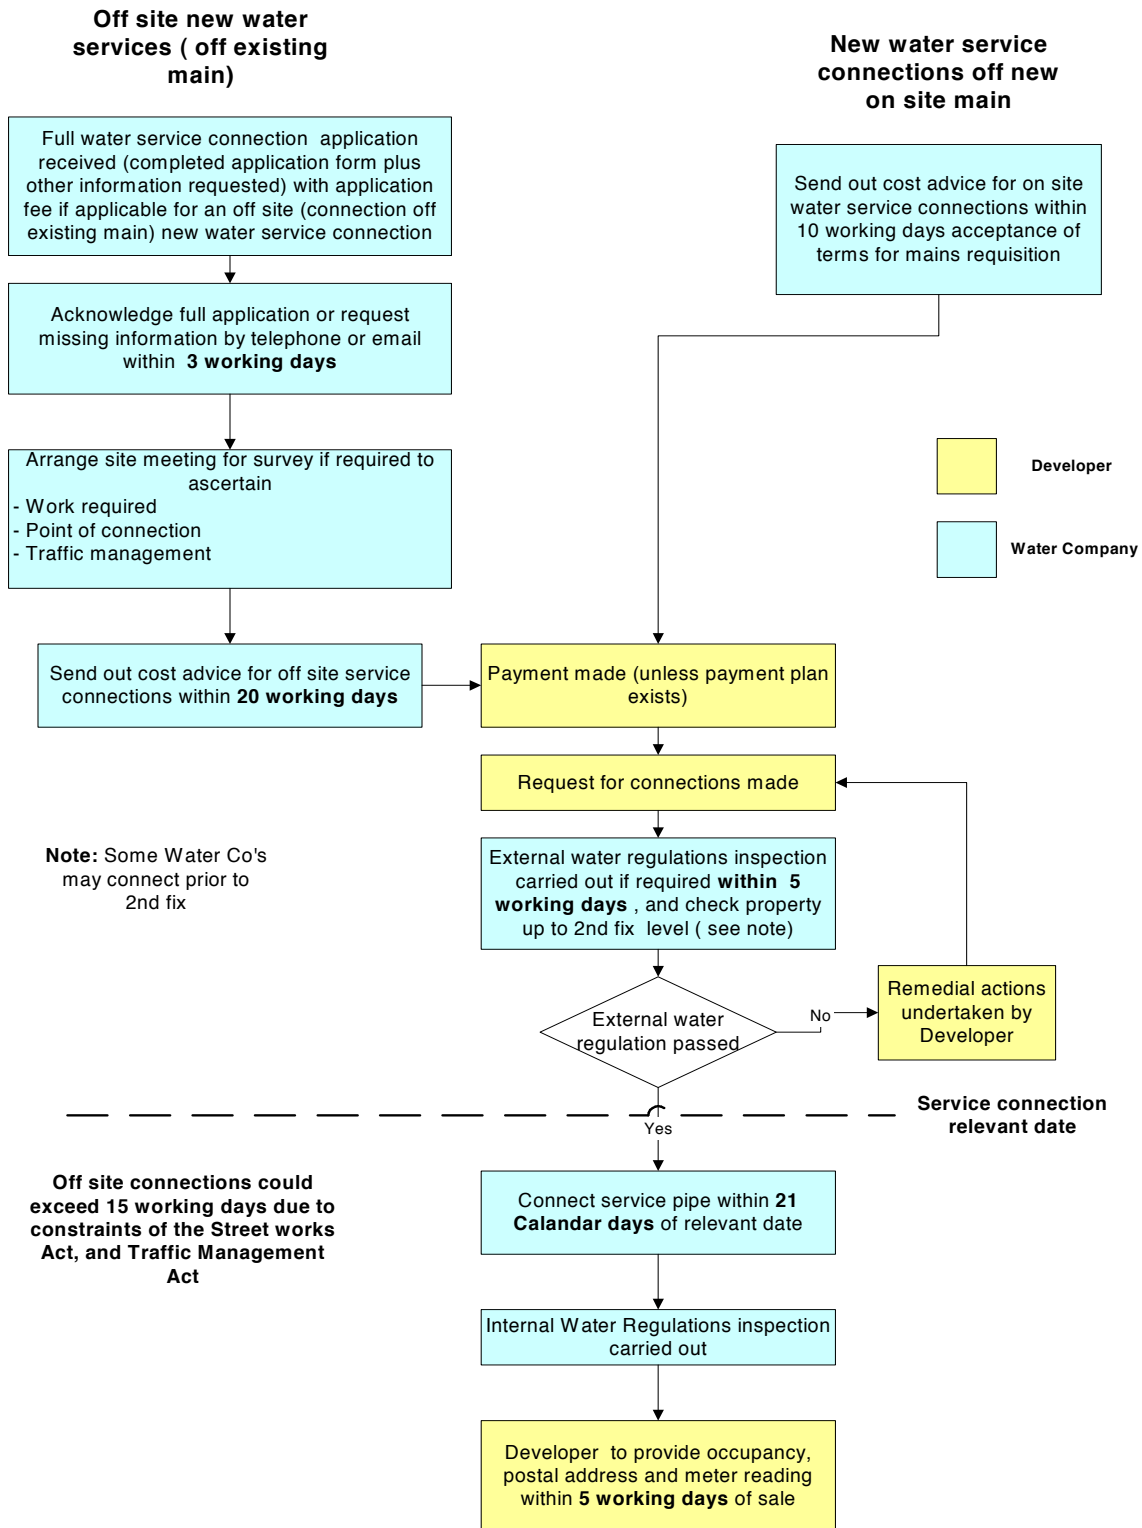 Off site new water
services ( off existing
main)
New water service
connections off new
on site main
Full water service connection application
received (completed application form plus
other information requested) with application
fee if applicable for an off site (connection off
existing main) new water service connection
Send out cost advice for on site
water service connections within
10 working days acceptance of
terms for mains requisition
Acknowledge full application or request
missing information by telephone or email
within 3 working days
Arrange site meeting for survey if required to
ascertain
- Work required
- Point of connection
- Traffic management
Developer
Water Company
Send out cost advice for off site service
connections within 20 working days
Payment made (unless payment plan
exists)
Request for connections made
Note: Some Water Co's
may connect prior to
2nd fix
External water regulations inspection
carried out if required within 5
working days , and check property
up to 2nd fix level ( see note)
External water
regulation passed
No
Remedial actions
undertaken by
Developer
Service connection
relevant date
Yes
Off site connections could
exceed 15 working days due to
constraints of the Street works
Act, and Traffic Management
Act
Connect service pipe within 21
Calandar days of relevant date
Internal Water Regulations inspection
carried out
Developer to provide occupancy,
postal address and meter reading
within 5 working days of sale